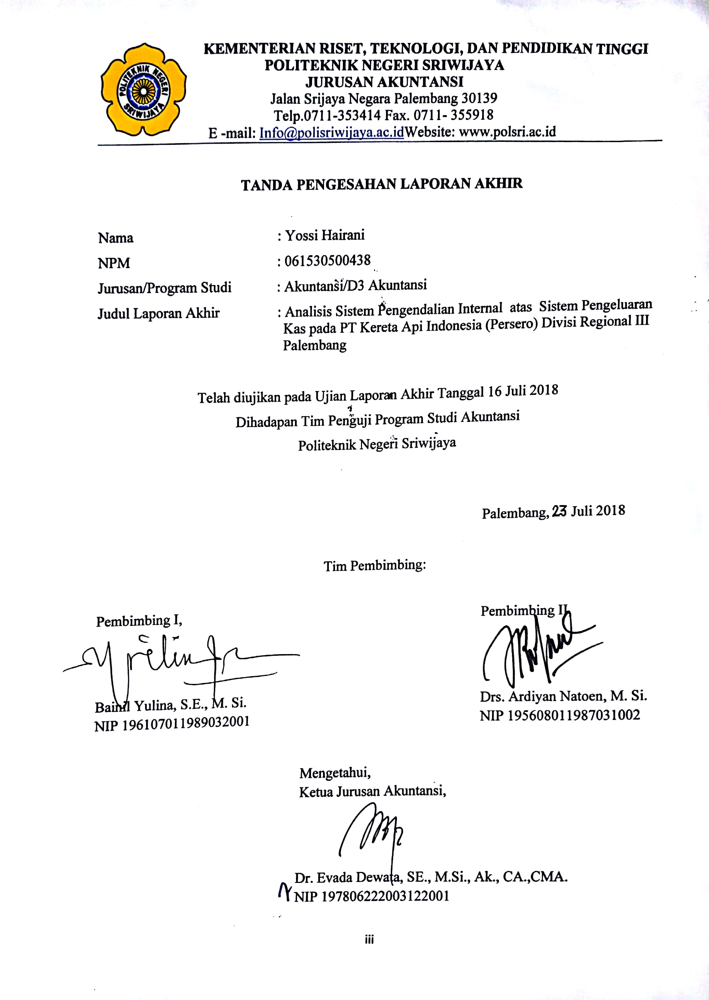 POLITEKNIK NEGERI
SRIWIJAYA
KEMENTERIAN RISET, TEKNOLOGI, DAN PENDIDIKAN TINGGI
POLITEKNIK NEGERI SRIWIJAYA
JURUSAN AKUNTANSI
Jalan Srijaya Negara Palembang 30139
Telp.0711-353414 Fax. 0711- 355918
E -mail: Info@polisriwijaya.ac.idWebsite: www.polsri.ac.id
TANDA PENGESAHAN LAPORAN AKHIR
Nama : Yossi Hairani
NPM : 061530500438
Jurusan/Program Studi : Akuntansi/D3 Akuntansi
Judul Laporan Akhir : Analisis Sistem Pengendalian Internal atas Sistem Pengeluaran
Kas pada PT Kereta Api Indonesia (Persero) Divisi Regional III
Palembang
Telah diujikan pada Ujian Laporan Akhir Tanggal 16 Juli 2018
Dihadapan Tim Penguji Program Studi Akuntansi
Politeknik Negeri Sriwijaya
Palembang, 23 Juli 2018
Tim Pembimbing:
Pembimbing I,
Yulina, S.E., M. Si.
NIP 196107011989032001
Pembimbing II,
Drs. Ardiyan Natoen, M. Si.
NIP 195608011987031002
Mengetahui,
Ketua Jurusan Akuntansi,
Dr. Evada Dewata, SE., M.Si., Ak., CA.,CMA.
NIP 197806222003122001
iii